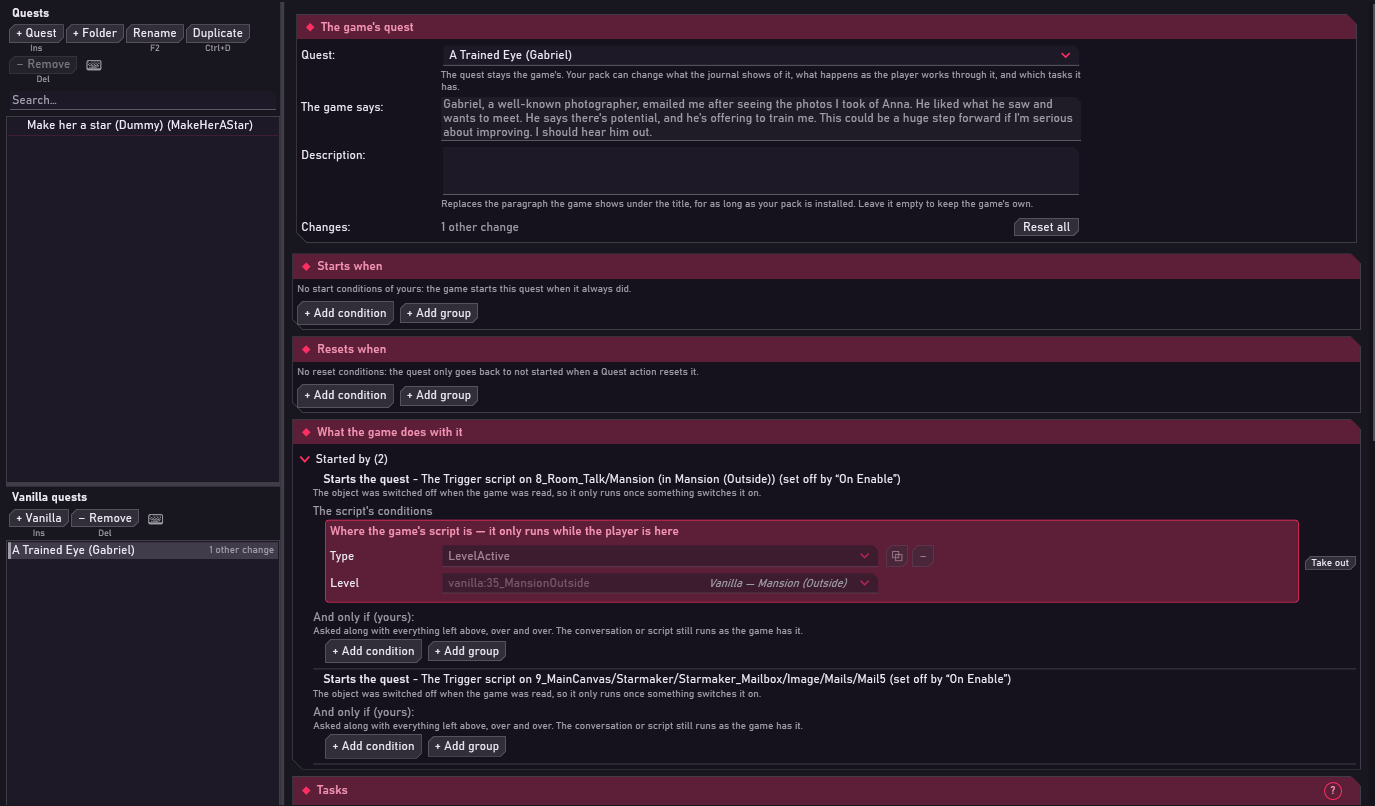 Quests
+ Quest + Folder Rename Duplicate
Ins F2 Ctrl+D
− Remove
Del
Search...
Make her a star (Dummy) (MakeHerAStar)
Vanilla quests
+ Vanilla − Remove
Ins Del
A Trained Eye (Gabriel) 1 other change
The game's quest
Quest: A Trained Eye (Gabriel)
The quest stays the game's. Your pack can change what the journal shows of it, what happens as the player works through it, and which tasks it
has.
The game says: Gabriel, a well-known photographer, emailed me after seeing the photos I took of Anna. He liked what he saw and
wants to meet. He says there's potential, and he's offering to train me. This could be a huge step forward if I'm serious
about improving. I should hear him out.
Description:
Replaces the paragraph the game shows under the title, for as long as your pack is installed. Leave it empty to keep the game's own.
Changes: 1 other change Reset all
Starts when
No start conditions of yours: the game starts this quest when it always did.
+ Add condition + Add group
Resets when
No reset conditions: the quest only goes back to not started when a Quest action resets it.
+ Add condition + Add group
What the game does with it
Started by (2)
Starts the quest - The Trigger script on 8_Room_Talk/Mansion (in Mansion (Outside)) (set off by “On Enable”)
The object was switched off when the game was read, so it only runs once something switches it on.
The script's conditions
Where the game's script is — it only runs while the player is here
Type LevelActive −
Level vanilla:35_MansionOutside Vanilla — Mansion (Outside)
Take out
And only if (yours):
Asked along with everything left above, over and over. The conversation or script still runs as the game has it.
+ Add condition + Add group
Starts the quest - The Trigger script on 9_MainCanvas/Starmaker/Starmaker_Mailbox/Image/Mails/Mail5 (set off by “On Enable”)
The object was switched off when the game was read, so it only runs once something switches it on.
And only if (yours):
Asked along with everything left above, over and over. The conversation or script still runs as the game has it.
+ Add condition + Add group
Tasks ?